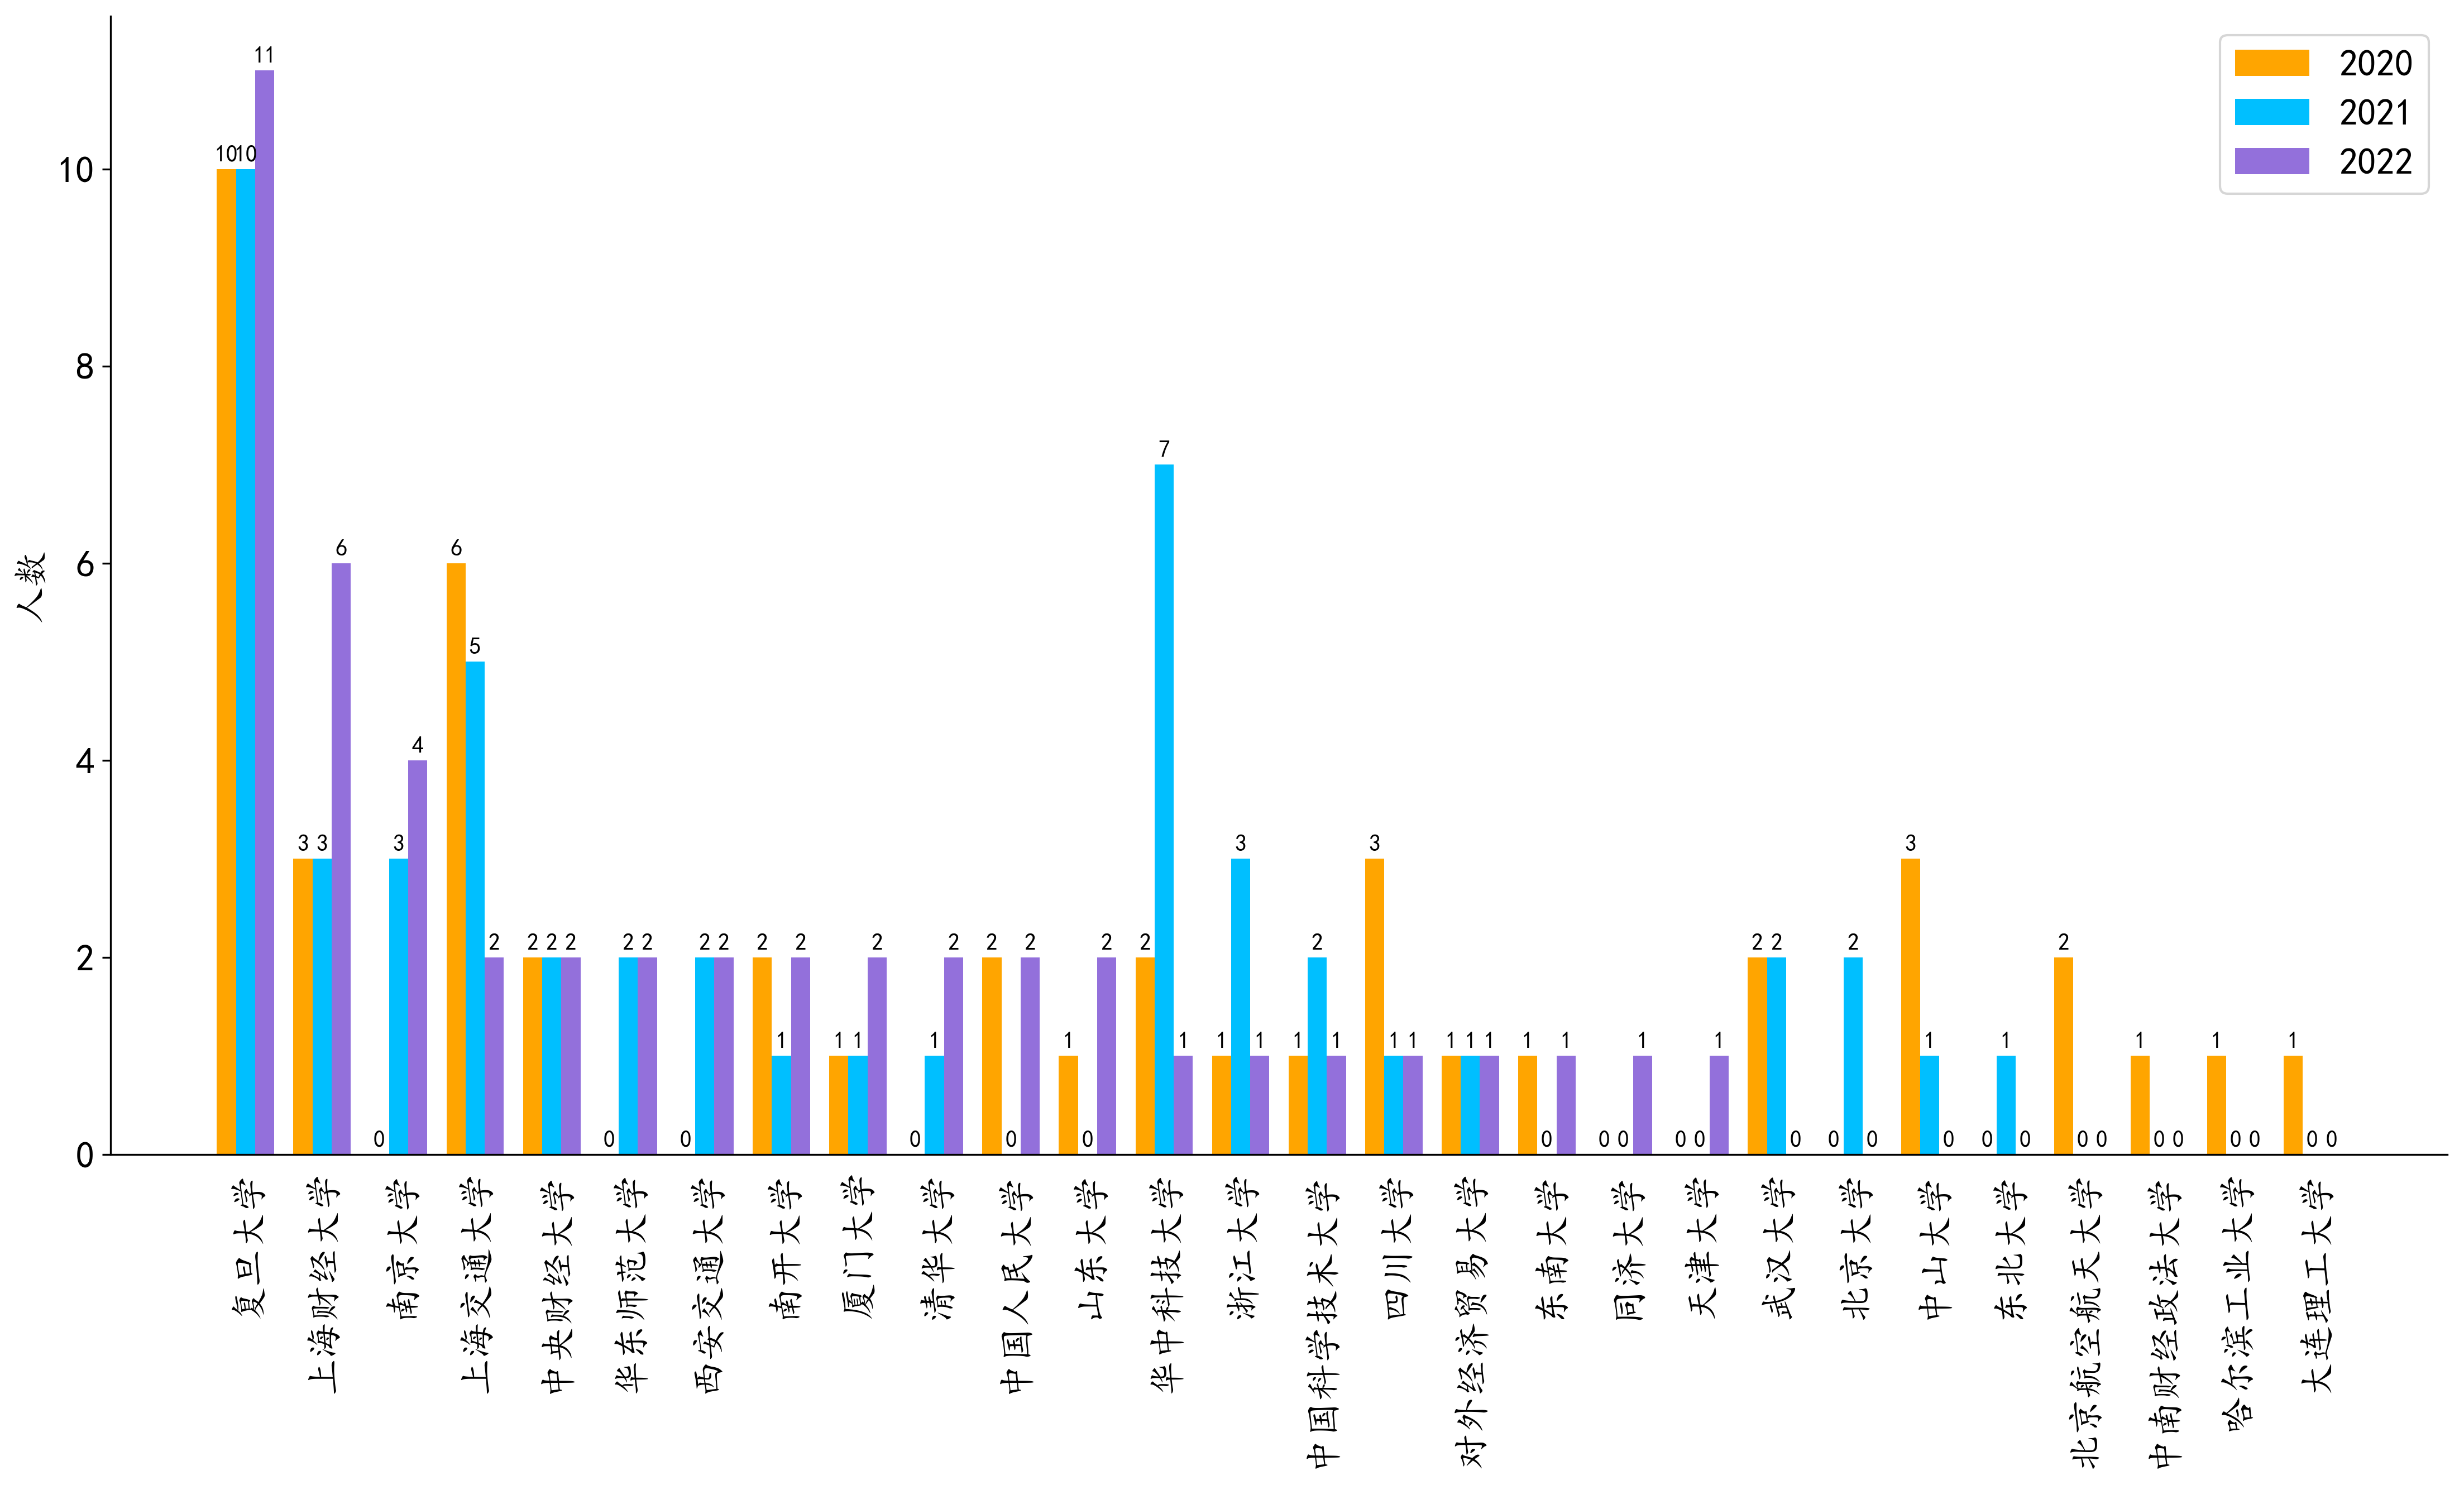 人数
10
8
6
4
2
0
2020
2021
2022
10 10 11
3 3 6
0 3 4
6 5 2
2 2 2
0 2 2
0 2 2
2 1 2
1 1 2
0 1 2
2 0 2
1 0 2
2 7 1
1 3 1
1 2 1
3 1 1
1 1 1
1 0 1
0 0 1
0 0 1
2 2 0
0 2 0
3 1 0
0 1 0
2 0 0
1 0 0
1 0 0
1 0 0
复旦大学
上海财经大学
南京大学
上海交通大学
中央财经大学
华东师范大学
西安交通大学
南开大学
厦门大学
清华大学
中国人民大学
山东大学
华中科技大学
浙江大学
中国科学技术大学
四川大学
对外经济贸易大学
东南大学
同济大学
天津大学
武汉大学
北京大学
中山大学
东北大学
北京航空航天大学
中南财经政法大学
哈尔滨工业大学
大连理工大学